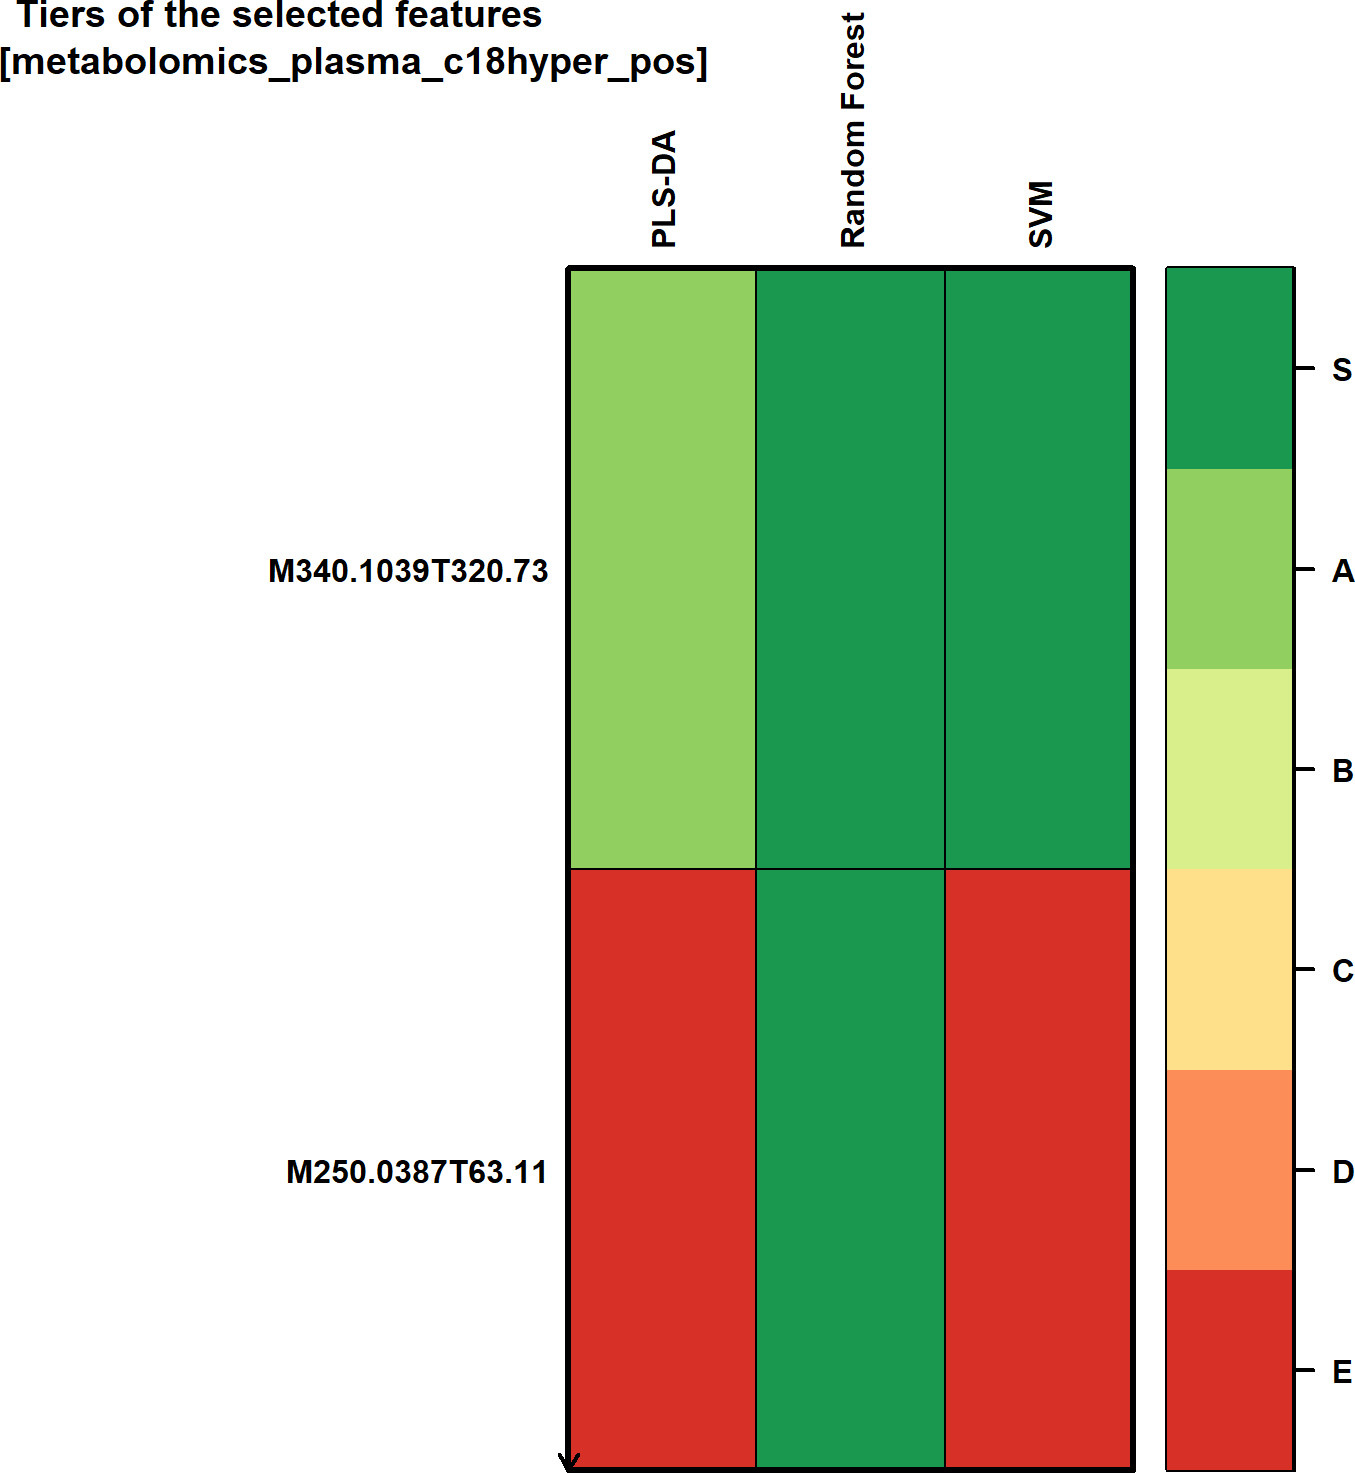 Tiers of the selected features
[metabolomics_plasma_c18hyper_pos]
PLS-DA
Random Forest
SVM
M340.1039T320.73
M250.0387T63.11
S
A
B
C
D
E